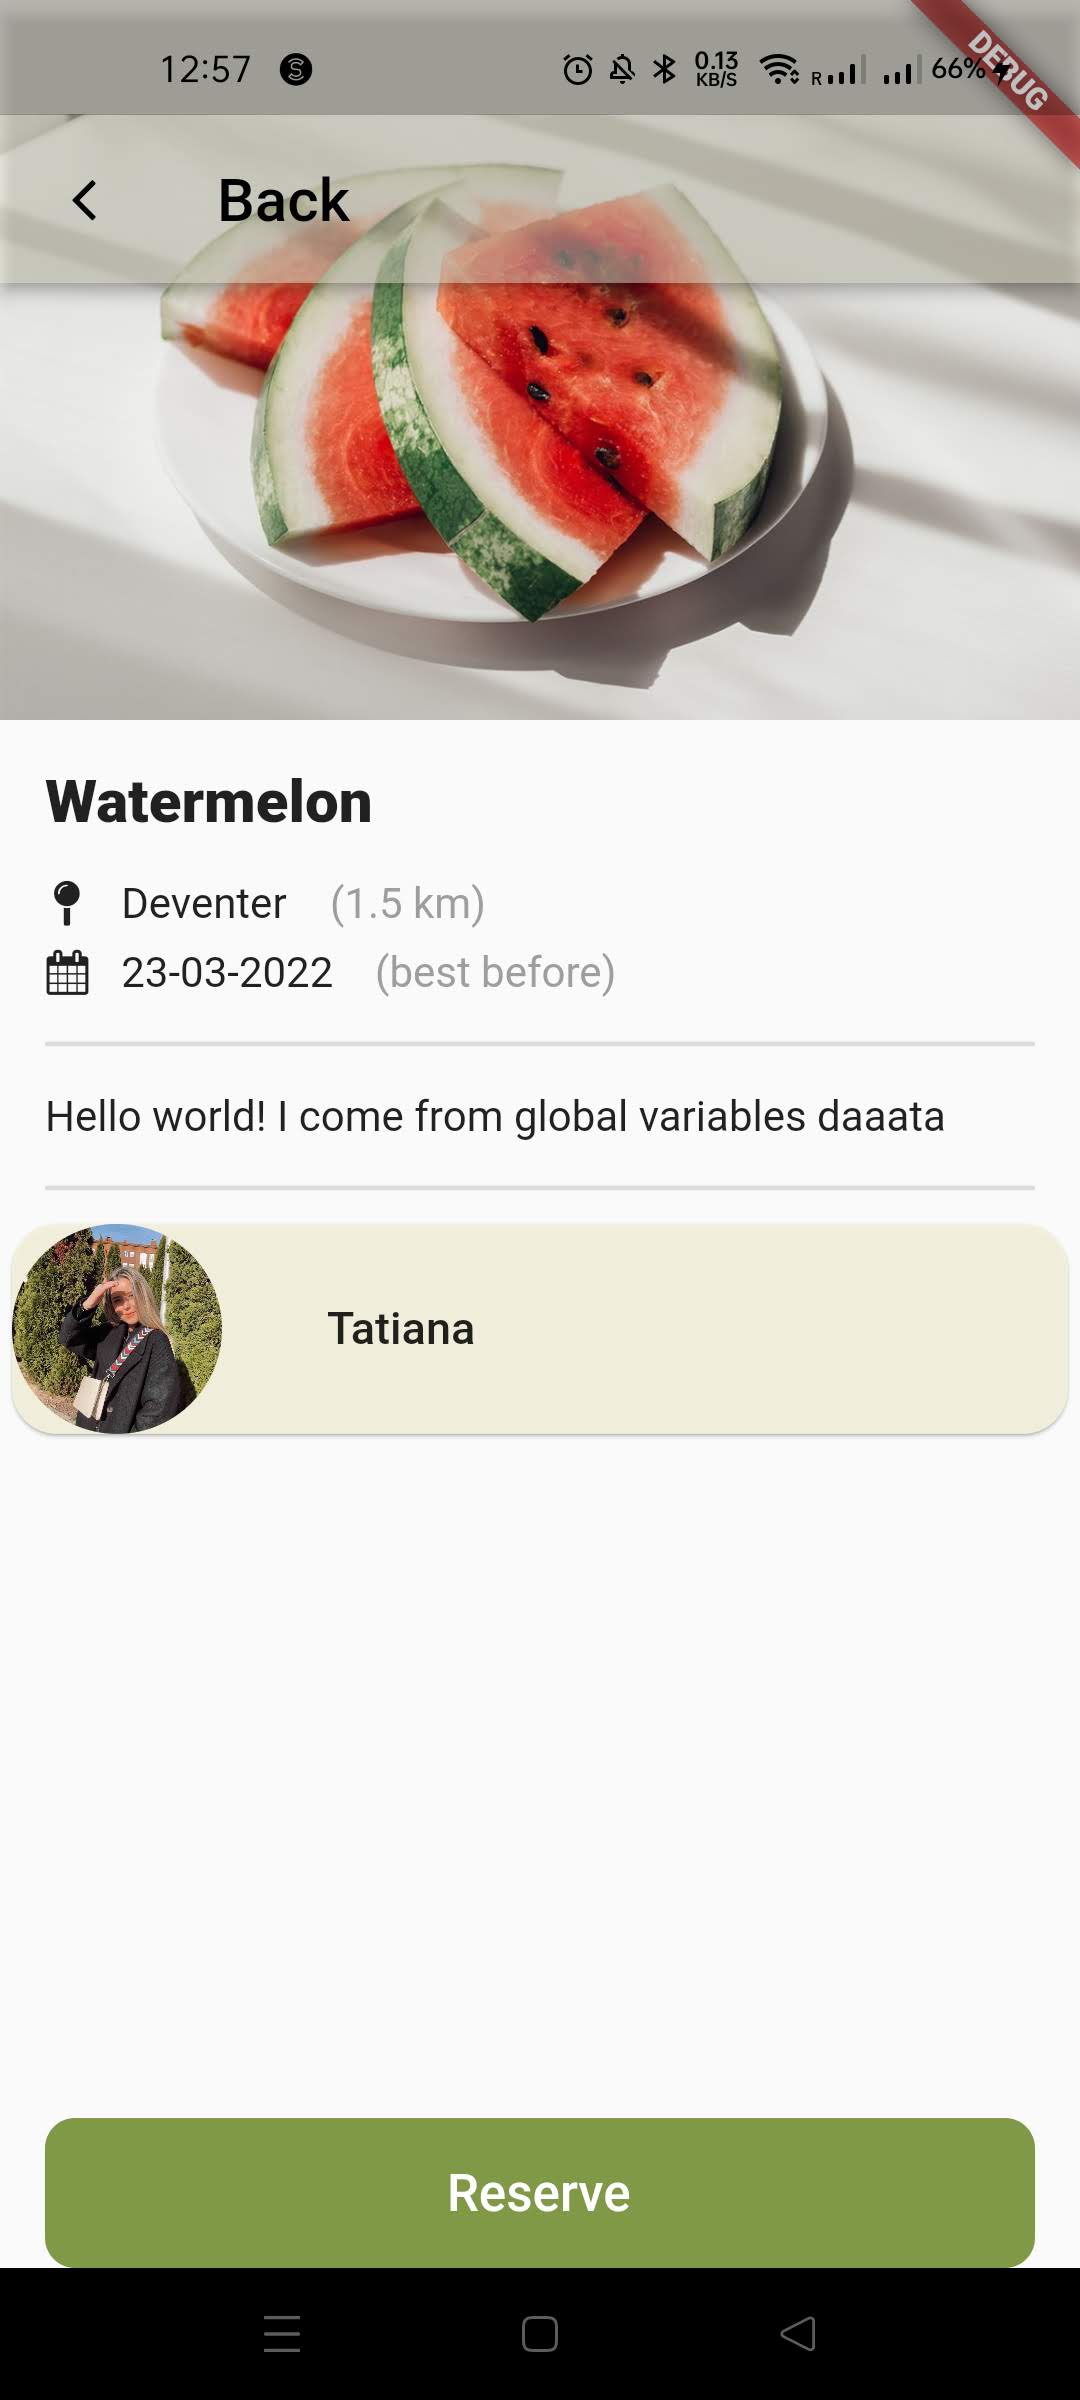 12:57 S 0.13 KB/S R 66%
DEBUG
Back
Watermelon
Deventer (1.5 km)
23-03-2022 (best before)
Hello world! I come from global variables daaata
Tatiana
Reserve